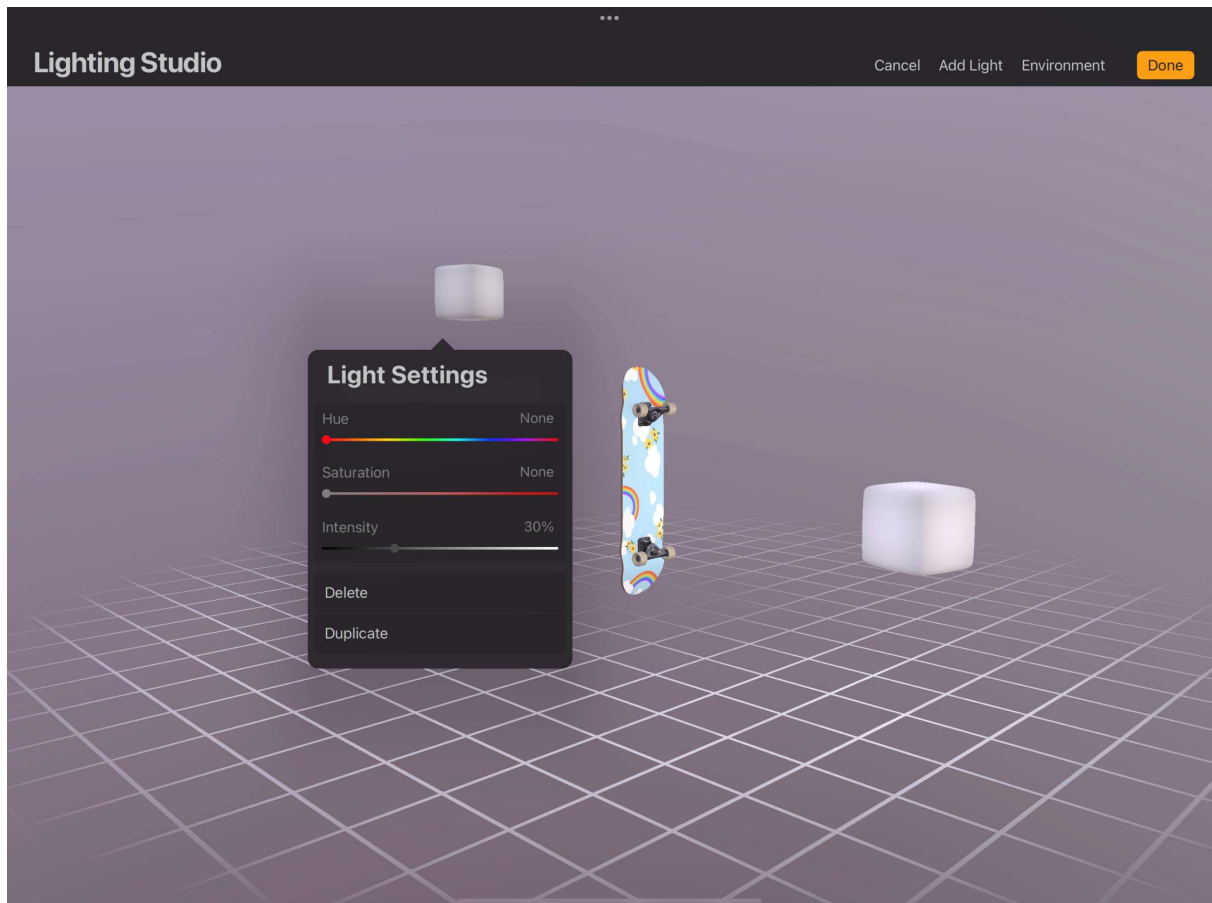 Lighting Studio
Cancel Add Light Environment Done
Light Settings
Hue None
Saturation None
Intensity 30%
Delete
Duplicate